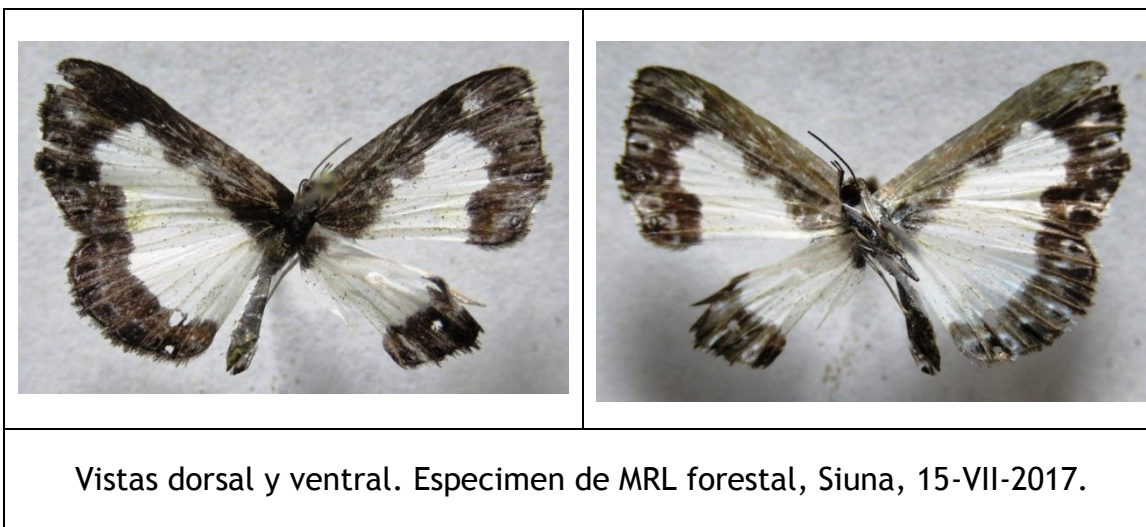 Vistas dorsal y ventral. Especimen de MRL forestal, Siuna, 15-VII-2017.